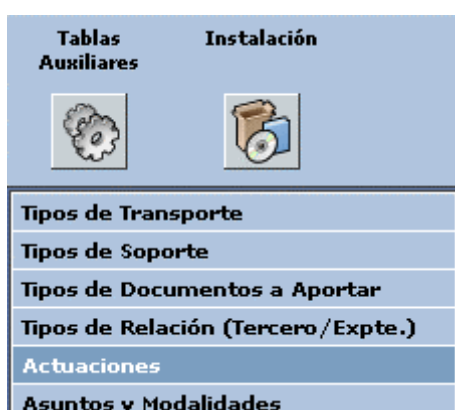 Tablas Instalación
Auxiliares
Tipos de Transporte
Tipos de Soporte
Tipos de Documentos a Aportar
Tipos de Relación (Tercero/Expte.)
Actuaciones
Asuntos y Modalidades